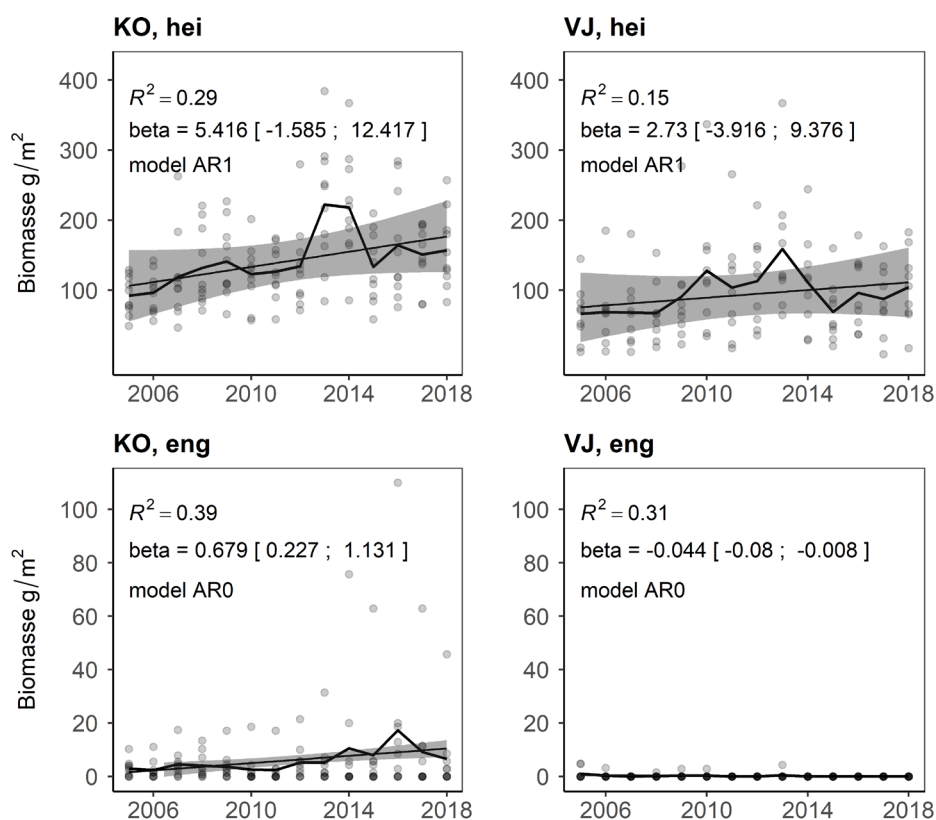 KO, hei
VJ, hei
Biomasse g/m²
400
300
200
100
R² = 0.29
beta = 5.416 [ -1.585 ; 12.417 ]
model AR1
2006 2010 2014 2018
400
300
200
100
R² = 0.15
beta = 2.73 [ -3.916 ; 9.376 ]
model AR1
2006 2010 2014 2018
KO, eng
VJ, eng
Biomasse g/m²
100
80
60
40
20
0
R² = 0.39
beta = 0.679 [ 0.227 ; 1.131 ]
model AR0
2006 2010 2014 2018
100
80
60
40
20
0
R² = 0.31
beta = -0.044 [ -0.08 ; -0.008 ]
model AR0
2006 2010 2014 2018